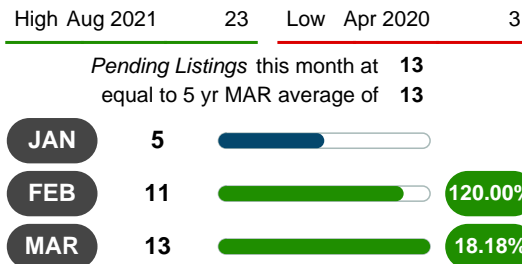 High Aug 2021 23 Low Apr 2020 3
Pending Listings this month at 13
equal to 5 yr MAR average of 13
JAN 5
FEB 11 120.00%
MAR 13 18.18%